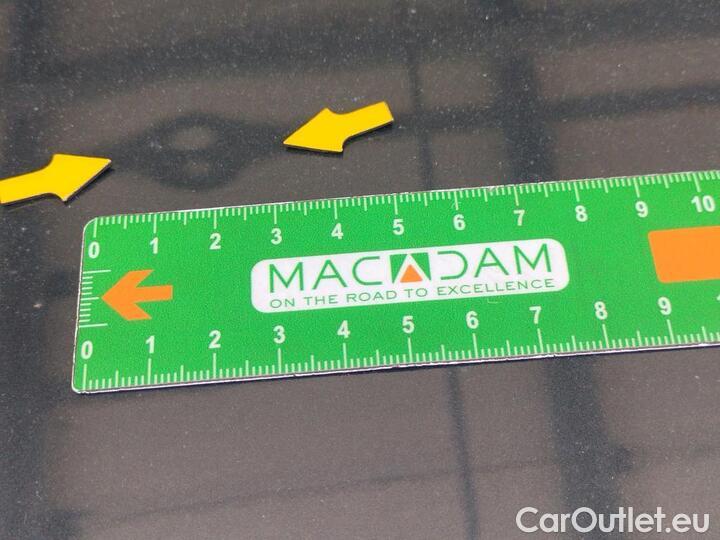 0 1 2 3 4 5 6 7 8 9 10
MACADAM
ON THE ROAD TO EXCELLENCE
0 1 2 3 4 5 6 7 8 9
CarOutlet.eu